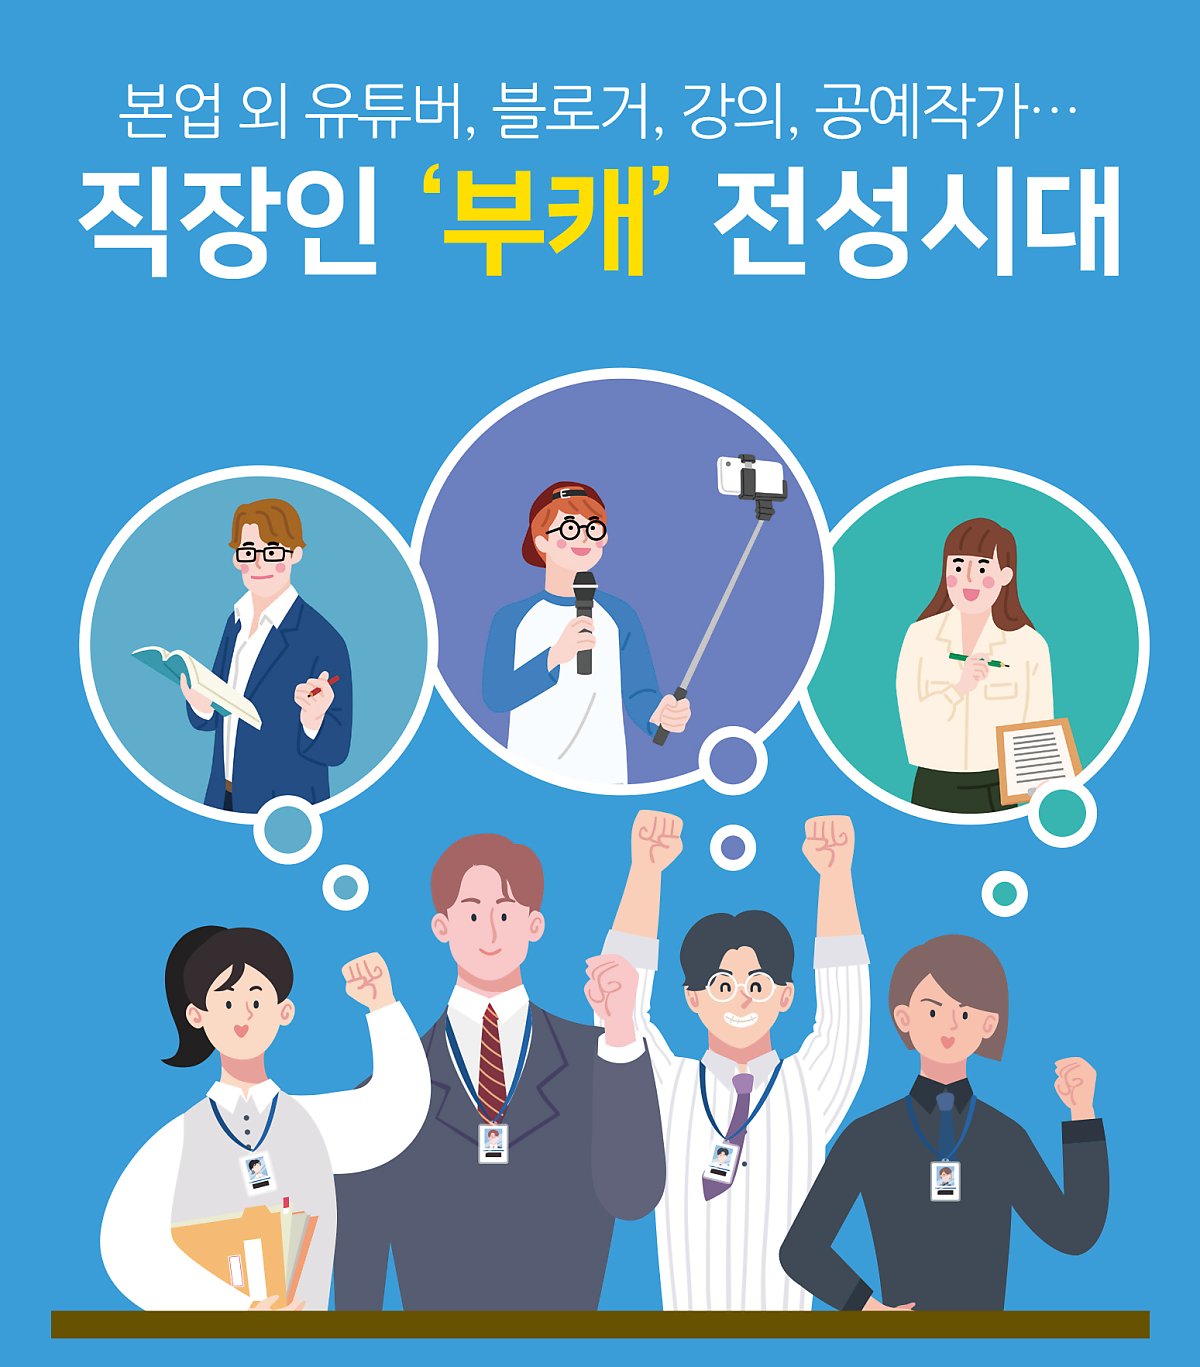 본업 외 유튜버, 블로거, 강의, 공예작가…
직장인 ‘부캐’ 전성시대